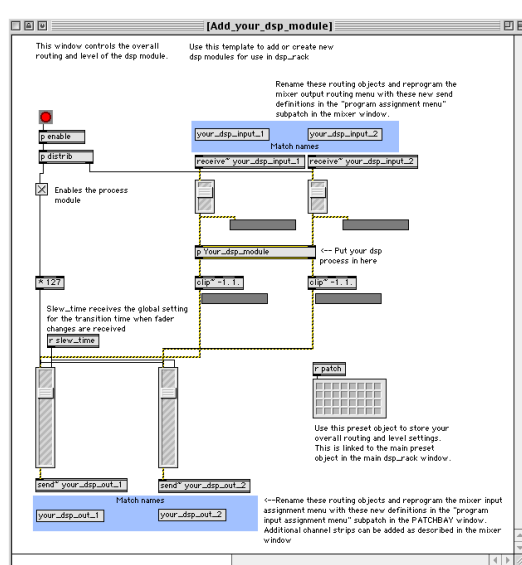 [Add_your_dsp_module]
This window controls the overall
routing and level of the dsp module.
Use this template to add or create new
dsp modules for use in dsp_rack
Rename these routing objects and reprogram the
mixer output routing menu with these new send
definitions in the "program assignment menu"
subpatch in the mixer window.
p enable
your_dsp_input_1
your_dsp_input_2
Match names
p distrib
receive~ your_dsp_input_1
receive~ your_dsp_input_2
Enables the process
module
p Your_dsp_module
<-- Put your dsp
process in here
* 127
clip~ -1. 1.
clip~ -1. 1.
Slew_time receives the global setting
for the transition time when fader
changes are received
r slew_time
r patch
Use this preset object to store your
overall routing and level settings.
This is linked to the main preset
object in the main dsp_rack window.
send~ your_dsp_out_1
send~ your_dsp_out_2
Match names
your_dsp_out_1
your_dsp_out_2
<--Rename these routing objects and reprogram the mixer input
assignment menu with these new definitions in the "program
input assignment menu" subpatch in the PATCHBAY window.
Additional channel strips can be added as described in the mixer
window